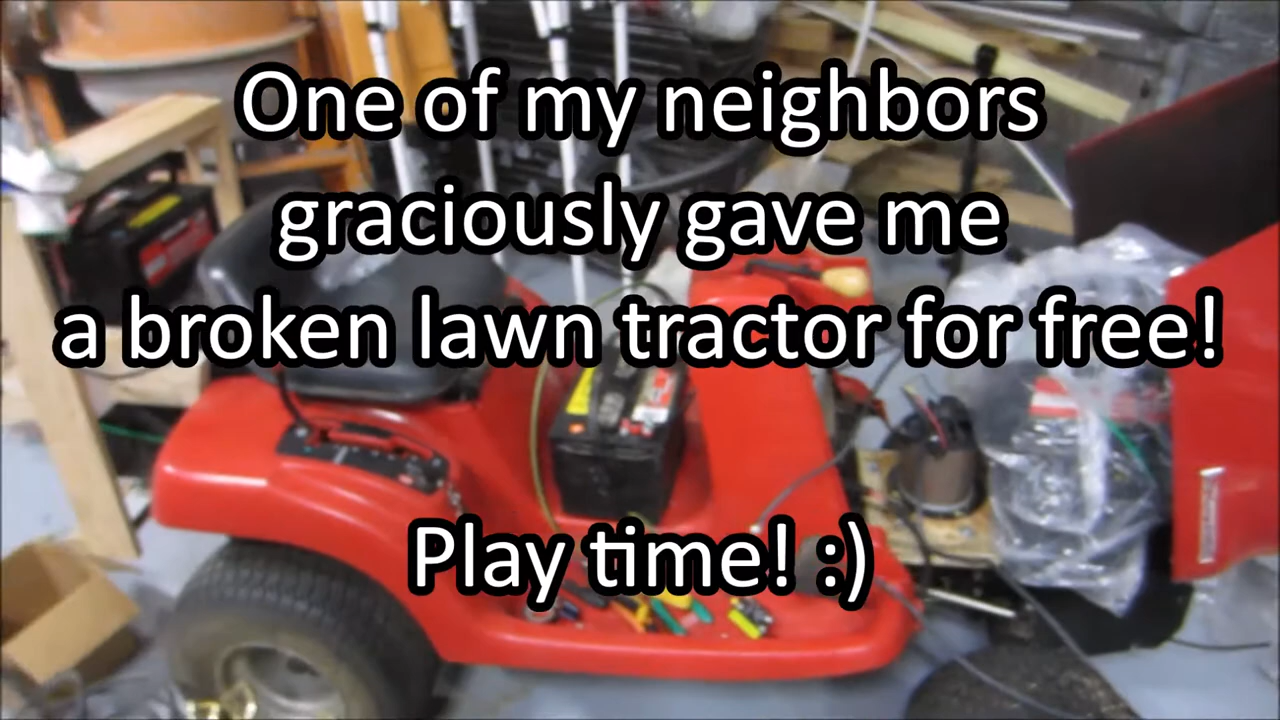 One of my neighbors
graciously gave me
a broken lawn tractor for free!
Play time! :)